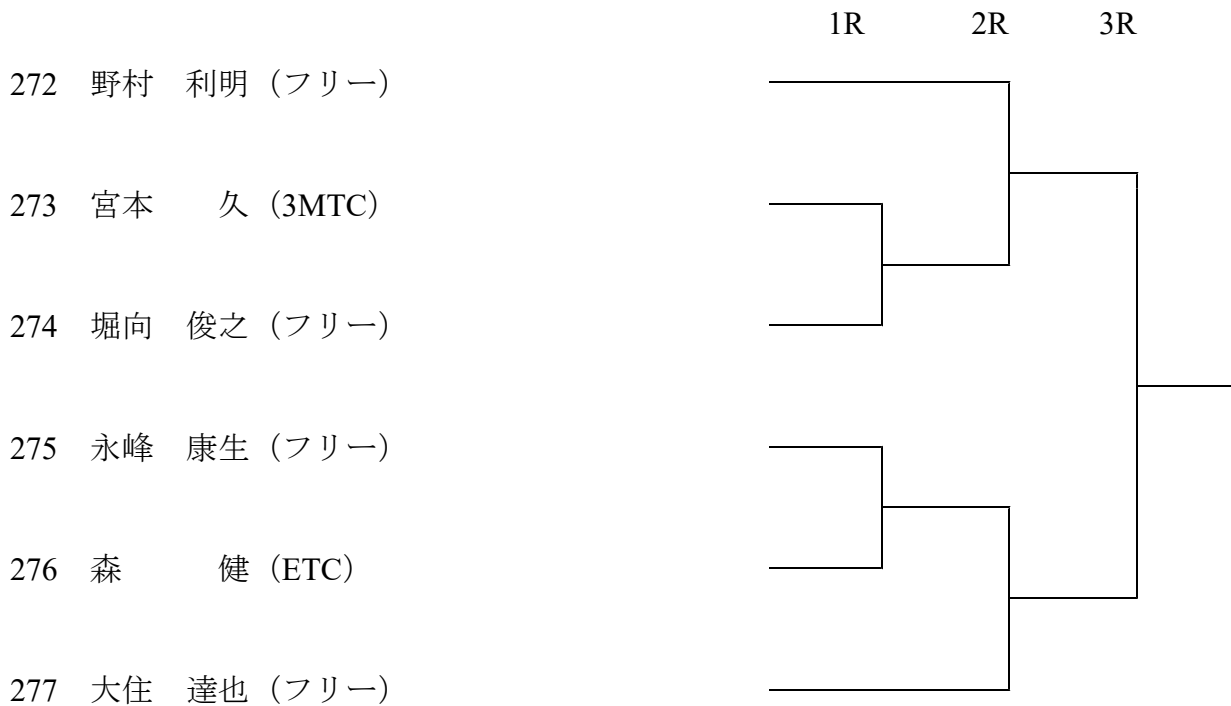 1R 2R 3R
272 野村 利明（フリー）
273 宮本 久（3MTC）
274 堀向 俊之（フリー）
275 永峰 康生（フリー）
276 森 健（ETC）
277 大住 達也（フリー）